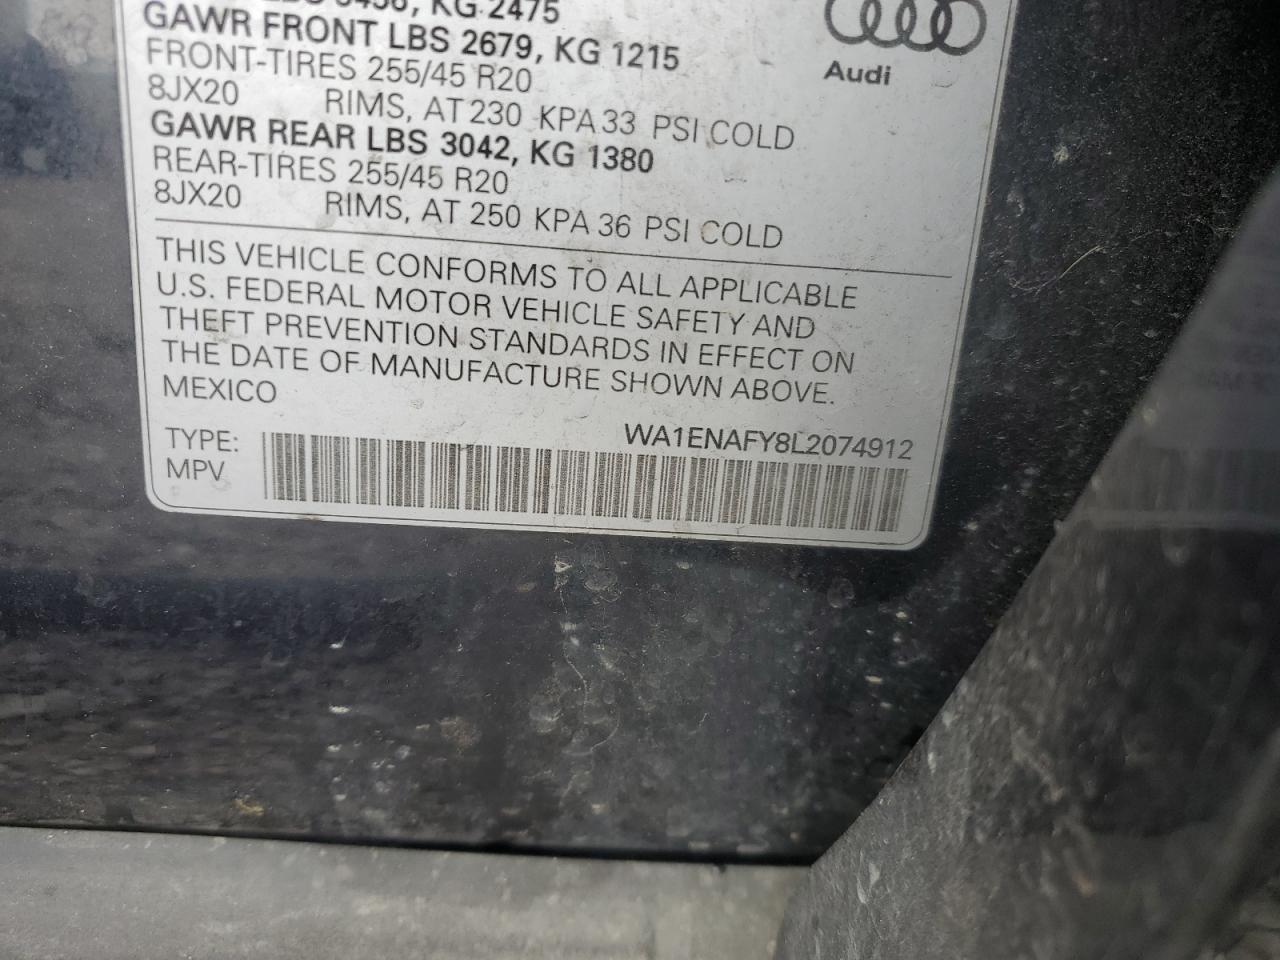 KG 2475
GAWR FRONT LBS 2679, KG 1215
FRONT-TIRES 255/45 R20
8JX20 RIMS, AT 230 KPA 33 PSI COLD
GAWR REAR LBS 3042, KG 1380
REAR-TIRES 255/45 R20
8JX20 RIMS, AT 250 KPA 36 PSI COLD
Audi
THIS VEHICLE CONFORMS TO ALL APPLICABLE
U.S. FEDERAL MOTOR VEHICLE SAFETY AND
THEFT PREVENTION STANDARDS IN EFFECT ON
THE DATE OF MANUFACTURE SHOWN ABOVE.
MEXICO
TYPE: WA1ENAFY8L2074912
MPV